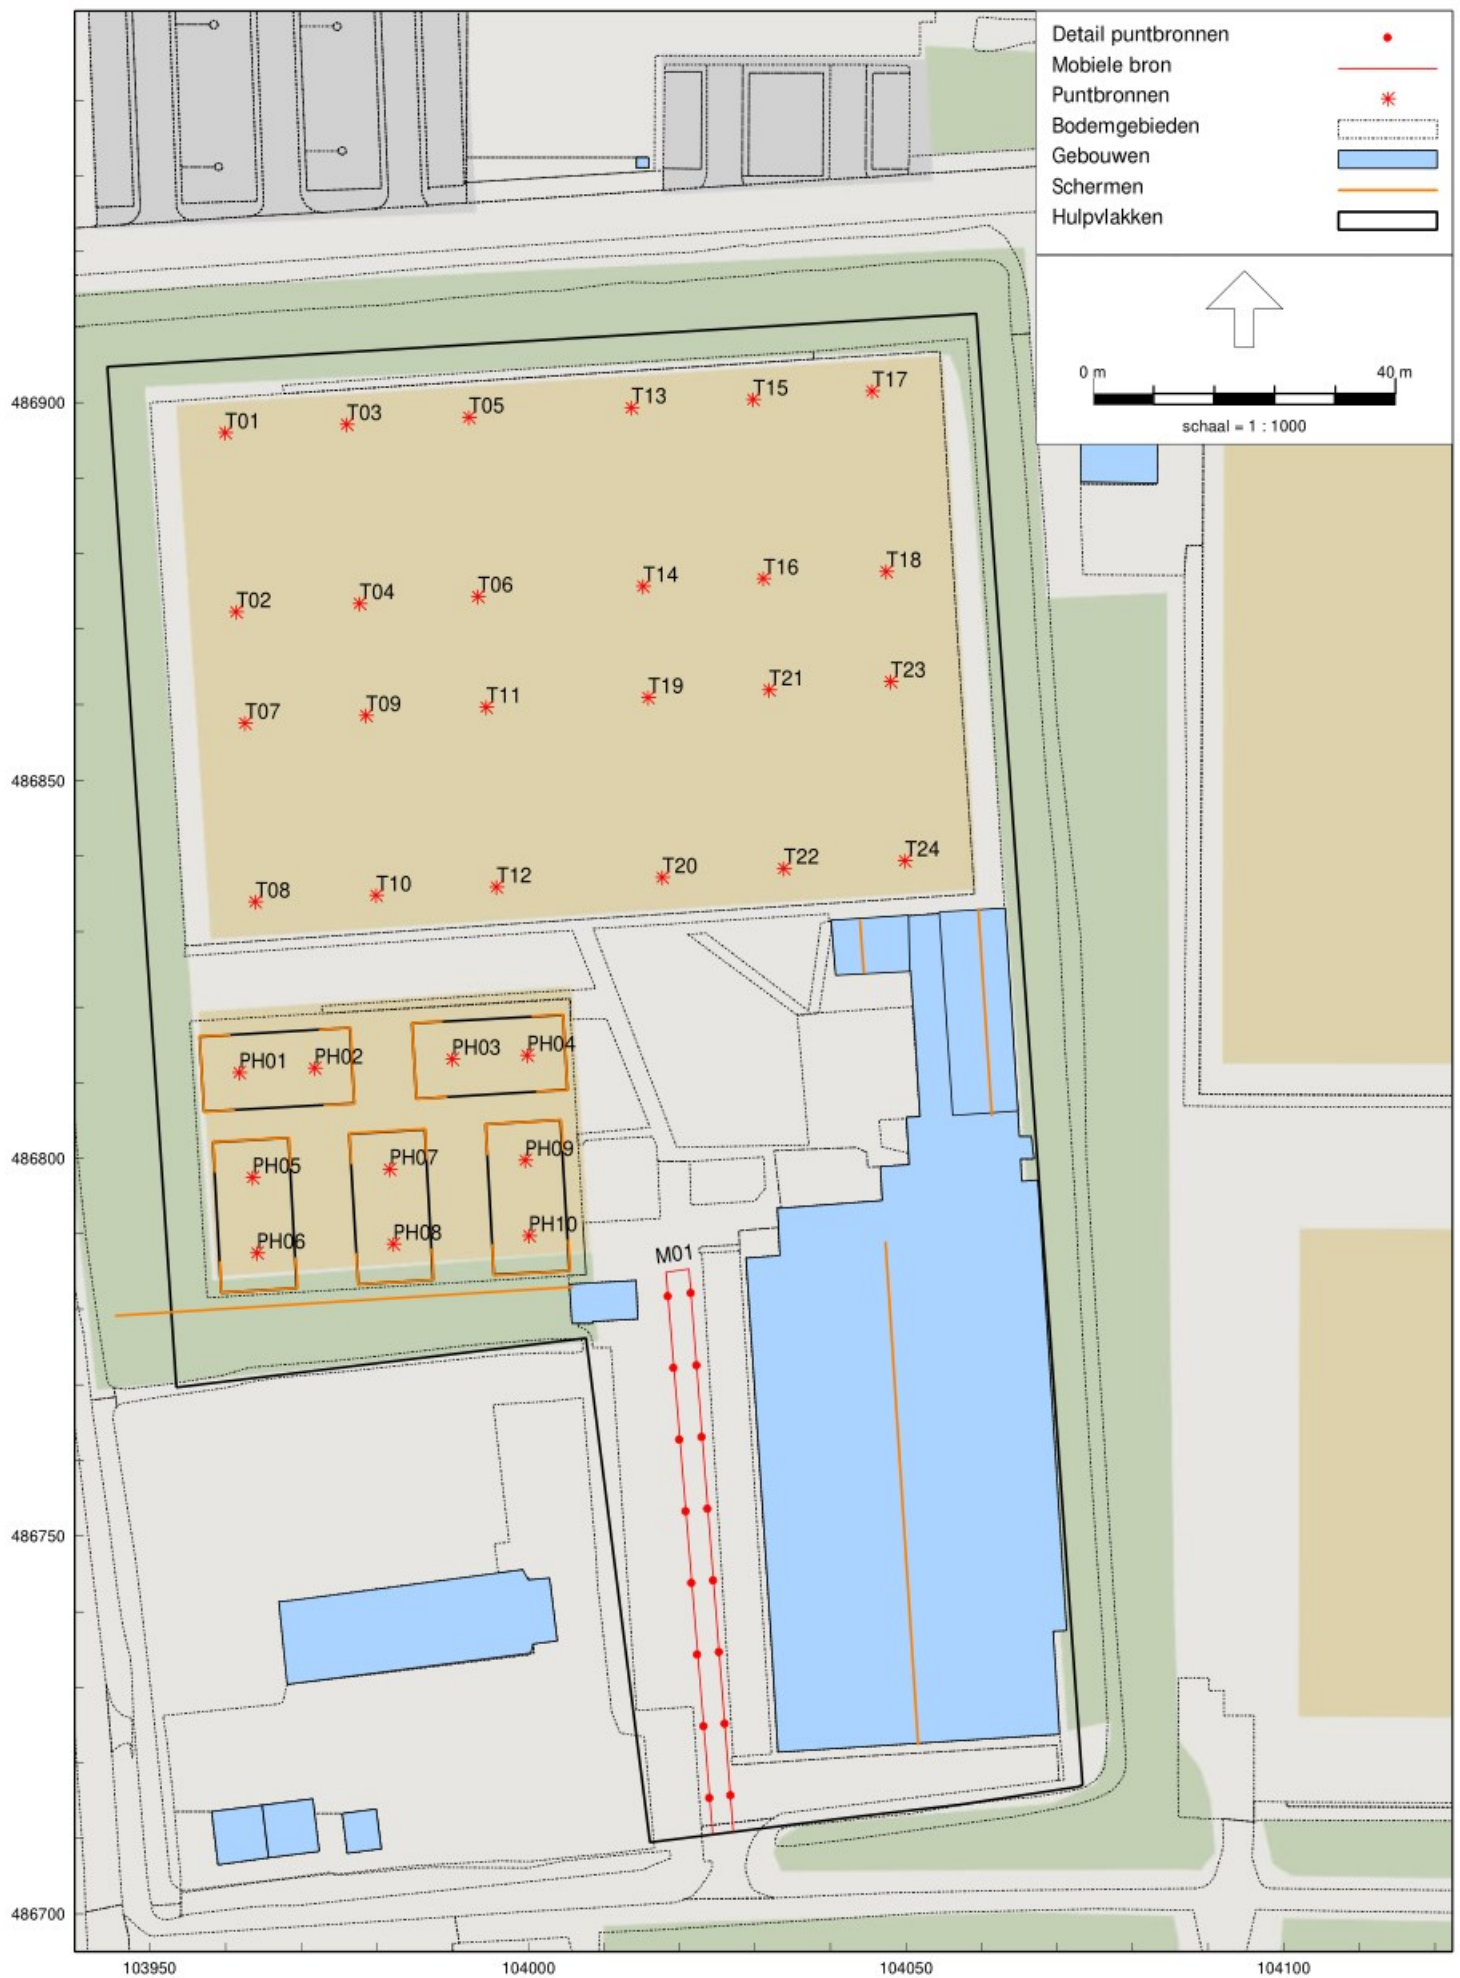 Detail puntbronnen
Mobiele bron
Puntbronnen
Bodemgebieden
Gebouwen
Schermen
Hulpvlakken
0 m 40 m
schaal = 1 : 1000
T01 T03 T05 T13 T15 T17
486900
T02 T04 T06 T14 T16 T18
T07 T09 T11 T19 T21 T23
486850
T08 T10 T12 T20 T22 T24
PH01 PH02 PH03 PH04
486800
PH05 PH07 PH09
PH06 PH08 PH10
M01
486750
486700
103950 104000 104050 104100